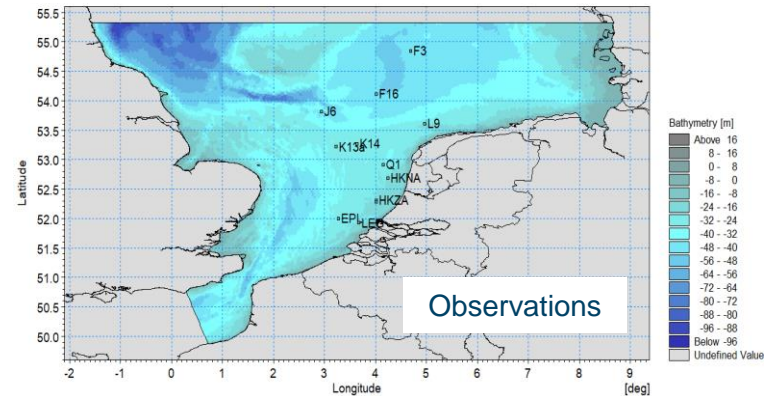 55.5
55.0
54.5
54.0
53.5
53.0
52.5
52.0
51.5
51.0
50.5
50.0
Latitude
F3
F16
J6
L9
K13a
K14
Q1
HKNA
HKZA
EPL
Observations
-2 -1 0 1 2 3 4 5 6 7 8 9
Longitude
[deg]
Bathymetry [m]
Above 16
8 - 16
0 - 8
-8 - 0
-16 - -8
-24 - -16
-32 - -24
-40 - -32
-48 - -40
-56 - -48
-64 - -56
-72 - -64
-80 - -72
-88 - -80
-96 - -88
Below -96
Undefined Value